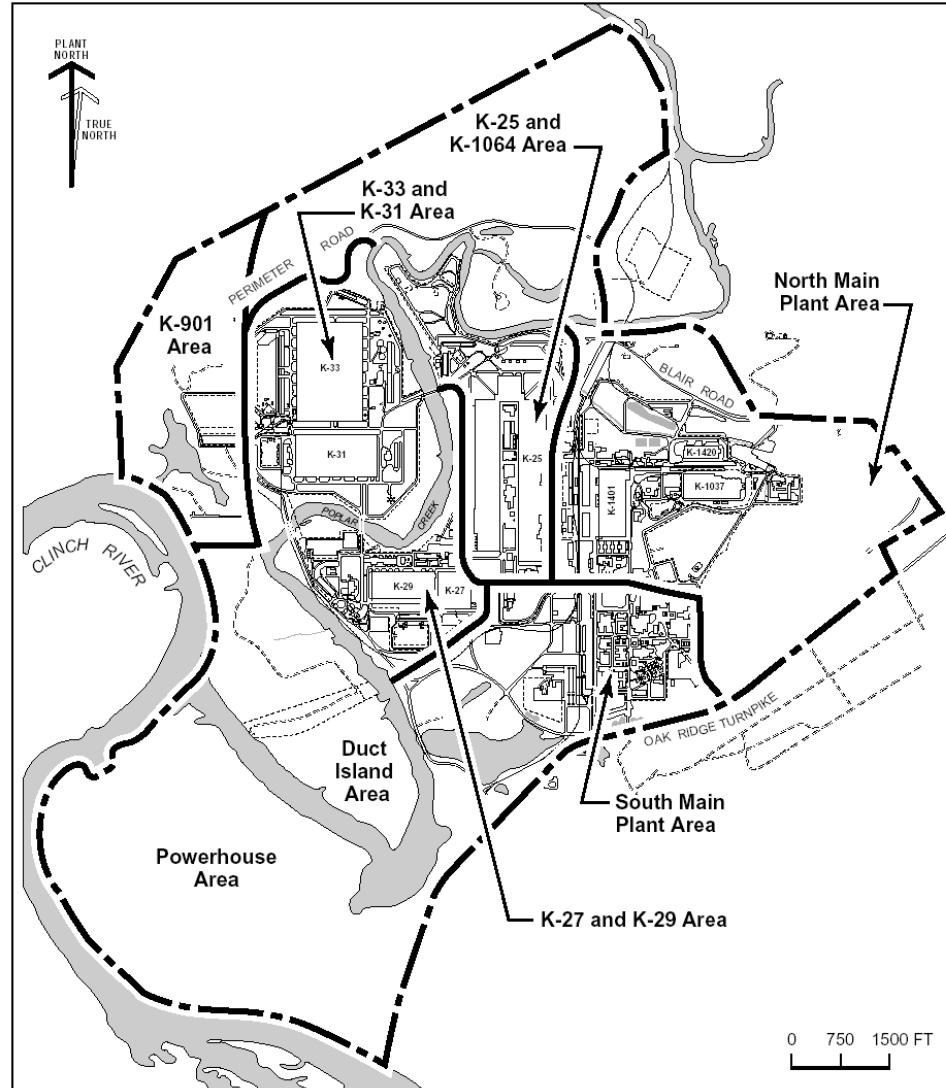 PLANT
NORTH
TRUE
NORTH
K-25 and
K-1064 Area
K-33 and
K-31 Area
PERIMETER ROAD
North Main
Plant Area
K-901
Area
K-33
BLAIR ROAD
K-31
K-25
K-1420
K-1401
K-1037
POPLAR CREEK
CLINCH RIVER
K-29
K-27
OAK RIDGE TURNPIKE
Duct
Island
Area
South Main
Plant Area
Powerhouse
Area
K-27 and K-29 Area
0 750 1500 FT